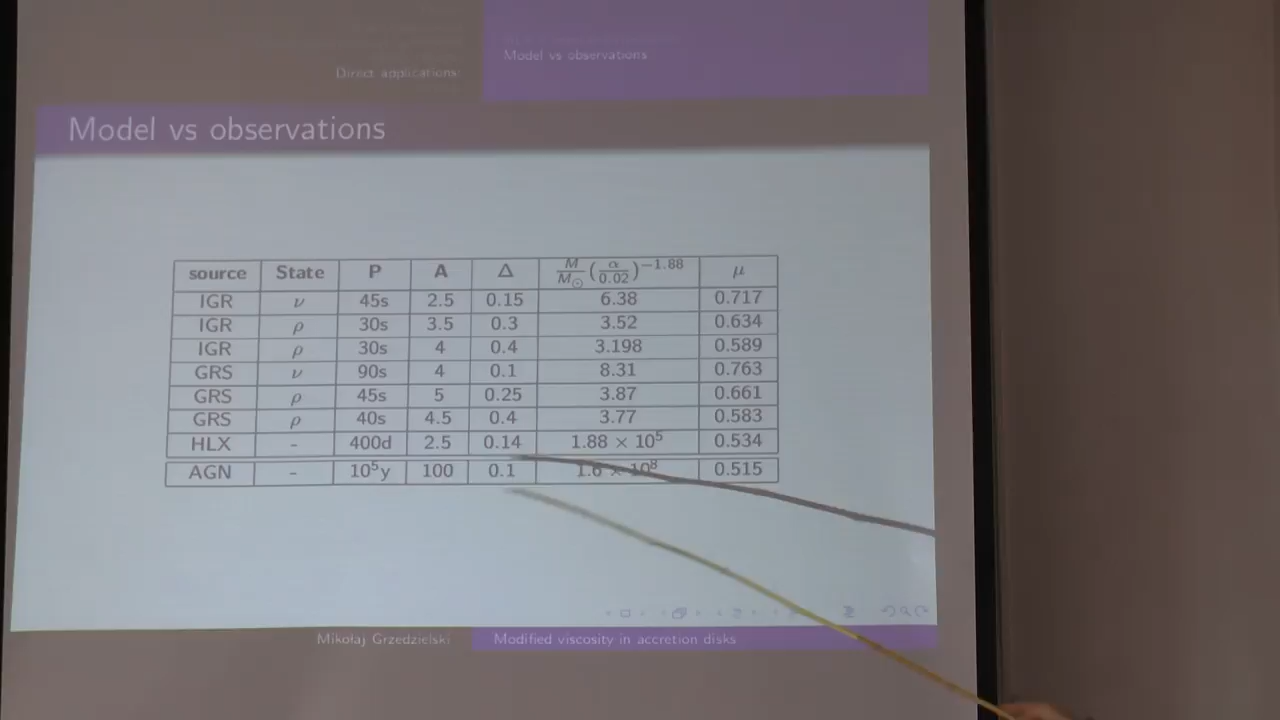 Model vs observations
Direct applications:
Model vs observations
source State P A Δ M/M⊙ (α/0.02)^−1.88 μ
IGR ν 45s 2.5 0.15 6.38 0.717
IGR ρ 30s 3.5 0.3 3.52 0.634
IGR ρ 30s 4 0.4 3.198 0.589
GRS ν 90s 4 0.1 8.31 0.763
GRS ρ 45s 5 0.25 3.87 0.661
GRS ρ 40s 4.5 0.4 3.77 0.583
HLX - 400d 2.5 0.14 1.88 × 10^5 0.534
AGN - 10^5y 100 0.1 1.6 × 10^8 0.515
Mikołaj Grzedzielski Modified viscosity in accretion disks